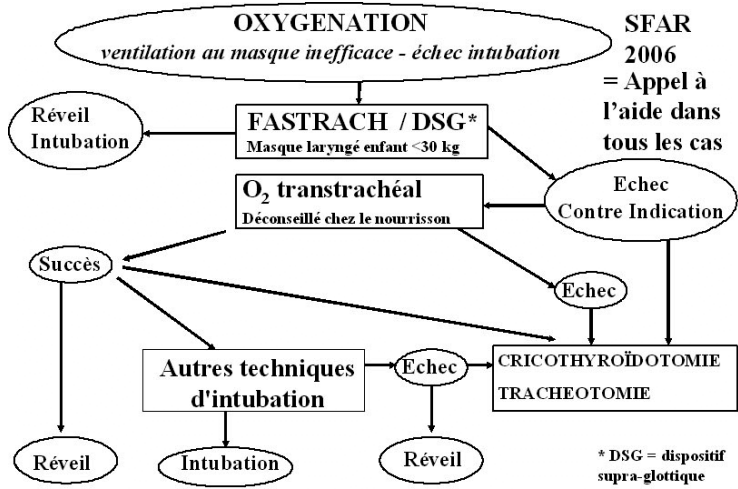 OXYGENATION
ventilation au masque inefficace - échec intubation
SFAR
2006
= Appel à
l'aide dans
tous les cas
Réveil
Intubation
FASTRACH / DSG*
Masque laryngé enfant <30 kg
Echec
Contre Indication
O₂ transtrachéal
Déconseillé chez le nourrisson
Succès
Echec
Autres techniques
d'intubation
Echec
CRICOTHYROÏDOTOMIE
TRACHEOTOMIE
Réveil
Intubation
Réveil
* DSG = dispositif
supra-glottique